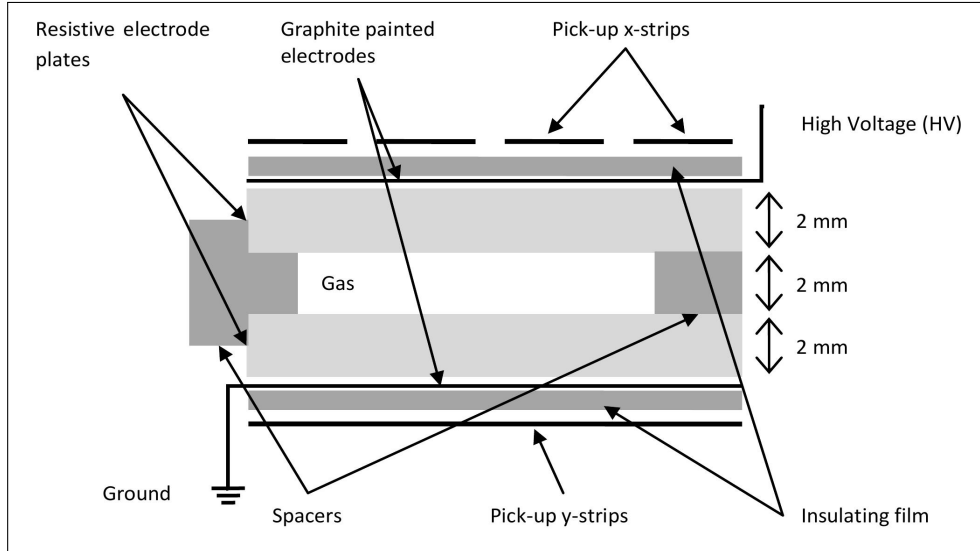 Resistive electrode
plates
Graphite painted
electrodes
Pick-up x-strips
High Voltage (HV)
2 mm
Gas
2 mm
2 mm
Ground
Spacers
Pick-up y-strips
Insulating film